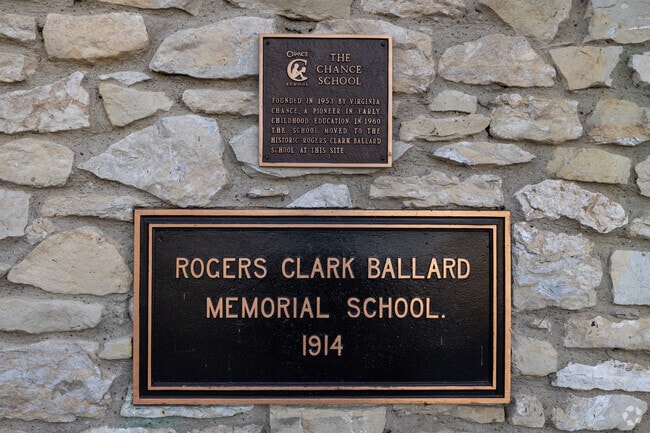 CHANCE
SCHOOL
THE
CHANCE
SCHOOL
FOUNDED IN 1953 BY VIRGINIA
CHANCE, A PIONEER IN EARLY
CHILDHOOD EDUCATION. IN 1960
THE SCHOOL MOVED TO THE
HISTORIC ROGERS CLARK BALLARD
SCHOOL AT THIS SITE.
ROGERS CLARK BALLARD
MEMORIAL SCHOOL.
1914